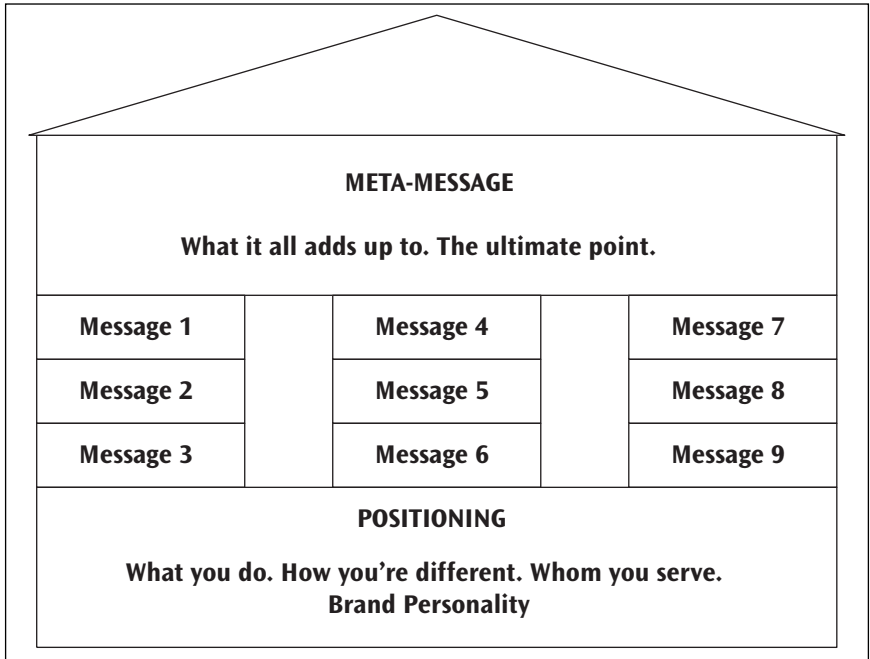 META-MESSAGE
What it all adds up to. The ultimate point.
Message 1
Message 4
Message 7
Message 2
Message 5
Message 8
Message 3
Message 6
Message 9
POSITIONING
What you do. How you’re different. Whom you serve.
Brand Personality